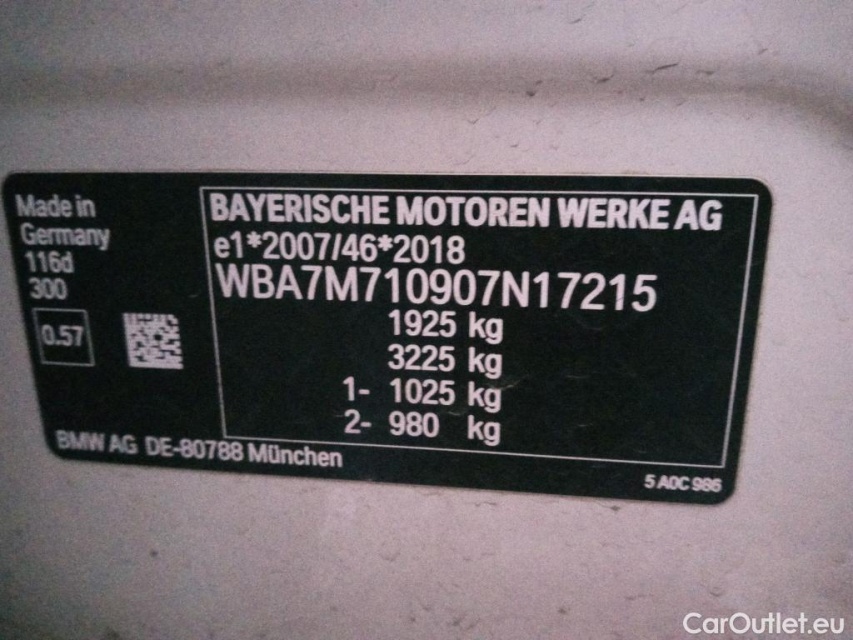 Made in
Germany
116d
300
0.57
BAYERISCHE MOTOREN WERKE AG
e1*2007/46*2018
WBA7M710907N17215
1925 kg
3225 kg
1- 1025 kg
2- 980 kg
BMW AG DE-80788 München
5 A0C 986
CarOutlet.eu